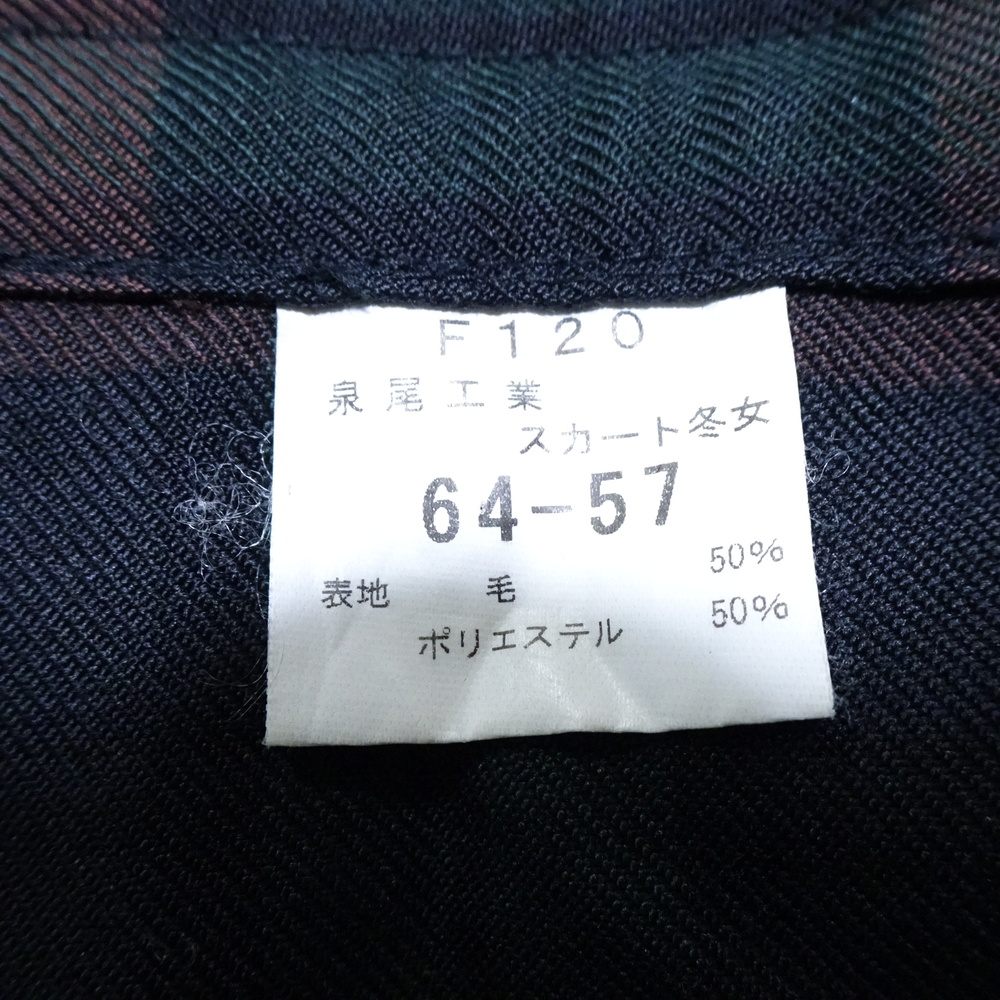 F120
泉尾工業
スカート冬女
64-57
表地 毛 50%
ポリエステル 50%